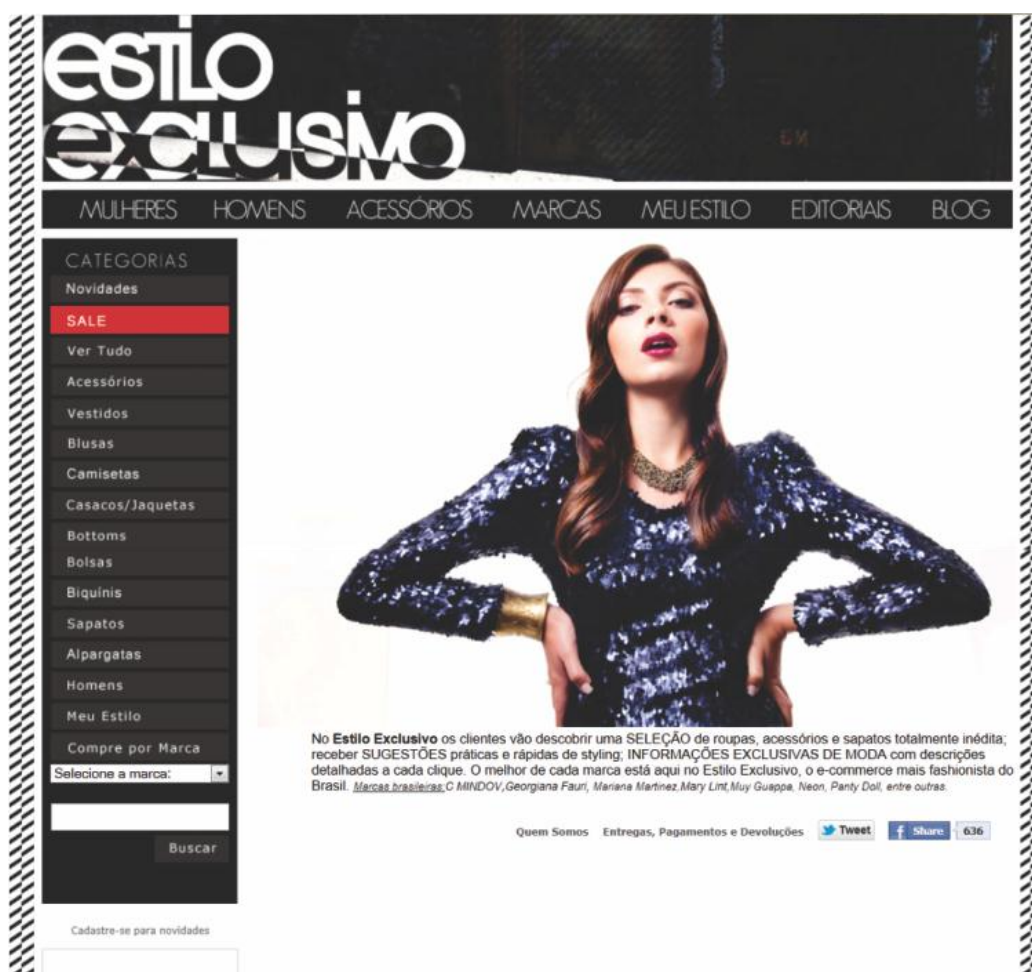 estilo
exclusivo
MULHERES HOMENS ACESSÓRIOS MARCAS MEU ESTILO EDITORIAIS BLOG
CATEGORIAS
Novidades
SALE
Ver Tudo
Acessórios
Vestidos
Blusas
Camisetas
Casacos/Jaquetas
Bottoms
Bolsas
Biquínis
Sapatos
Alpargatas
Homens
Meu Estilo
Compre por Marca
Selecione a marca:
Buscar
Cadastre-se para novidades
No Estilo Exclusivo os clientes vão descobrir uma SELEÇÃO de roupas, acessórios e sapatos totalmente inédita;
receber SUGESTÕES práticas e rápidas de styling; INFORMAÇÕES EXCLUSIVAS DE MODA com descrições
detalhadas a cada clique. O melhor de cada marca está aqui no Estilo Exclusivo, o e-commerce mais fashionista do
Brasil. Marcas brasileiras:C MINDOV,Georgiana Fauri, Mariana Martinez,Mary Lint,Muy Guappa, Neon, Panty Doll, entre outras.
Quem Somos Entregas, Pagamentos e Devoluções Tweet Share 636